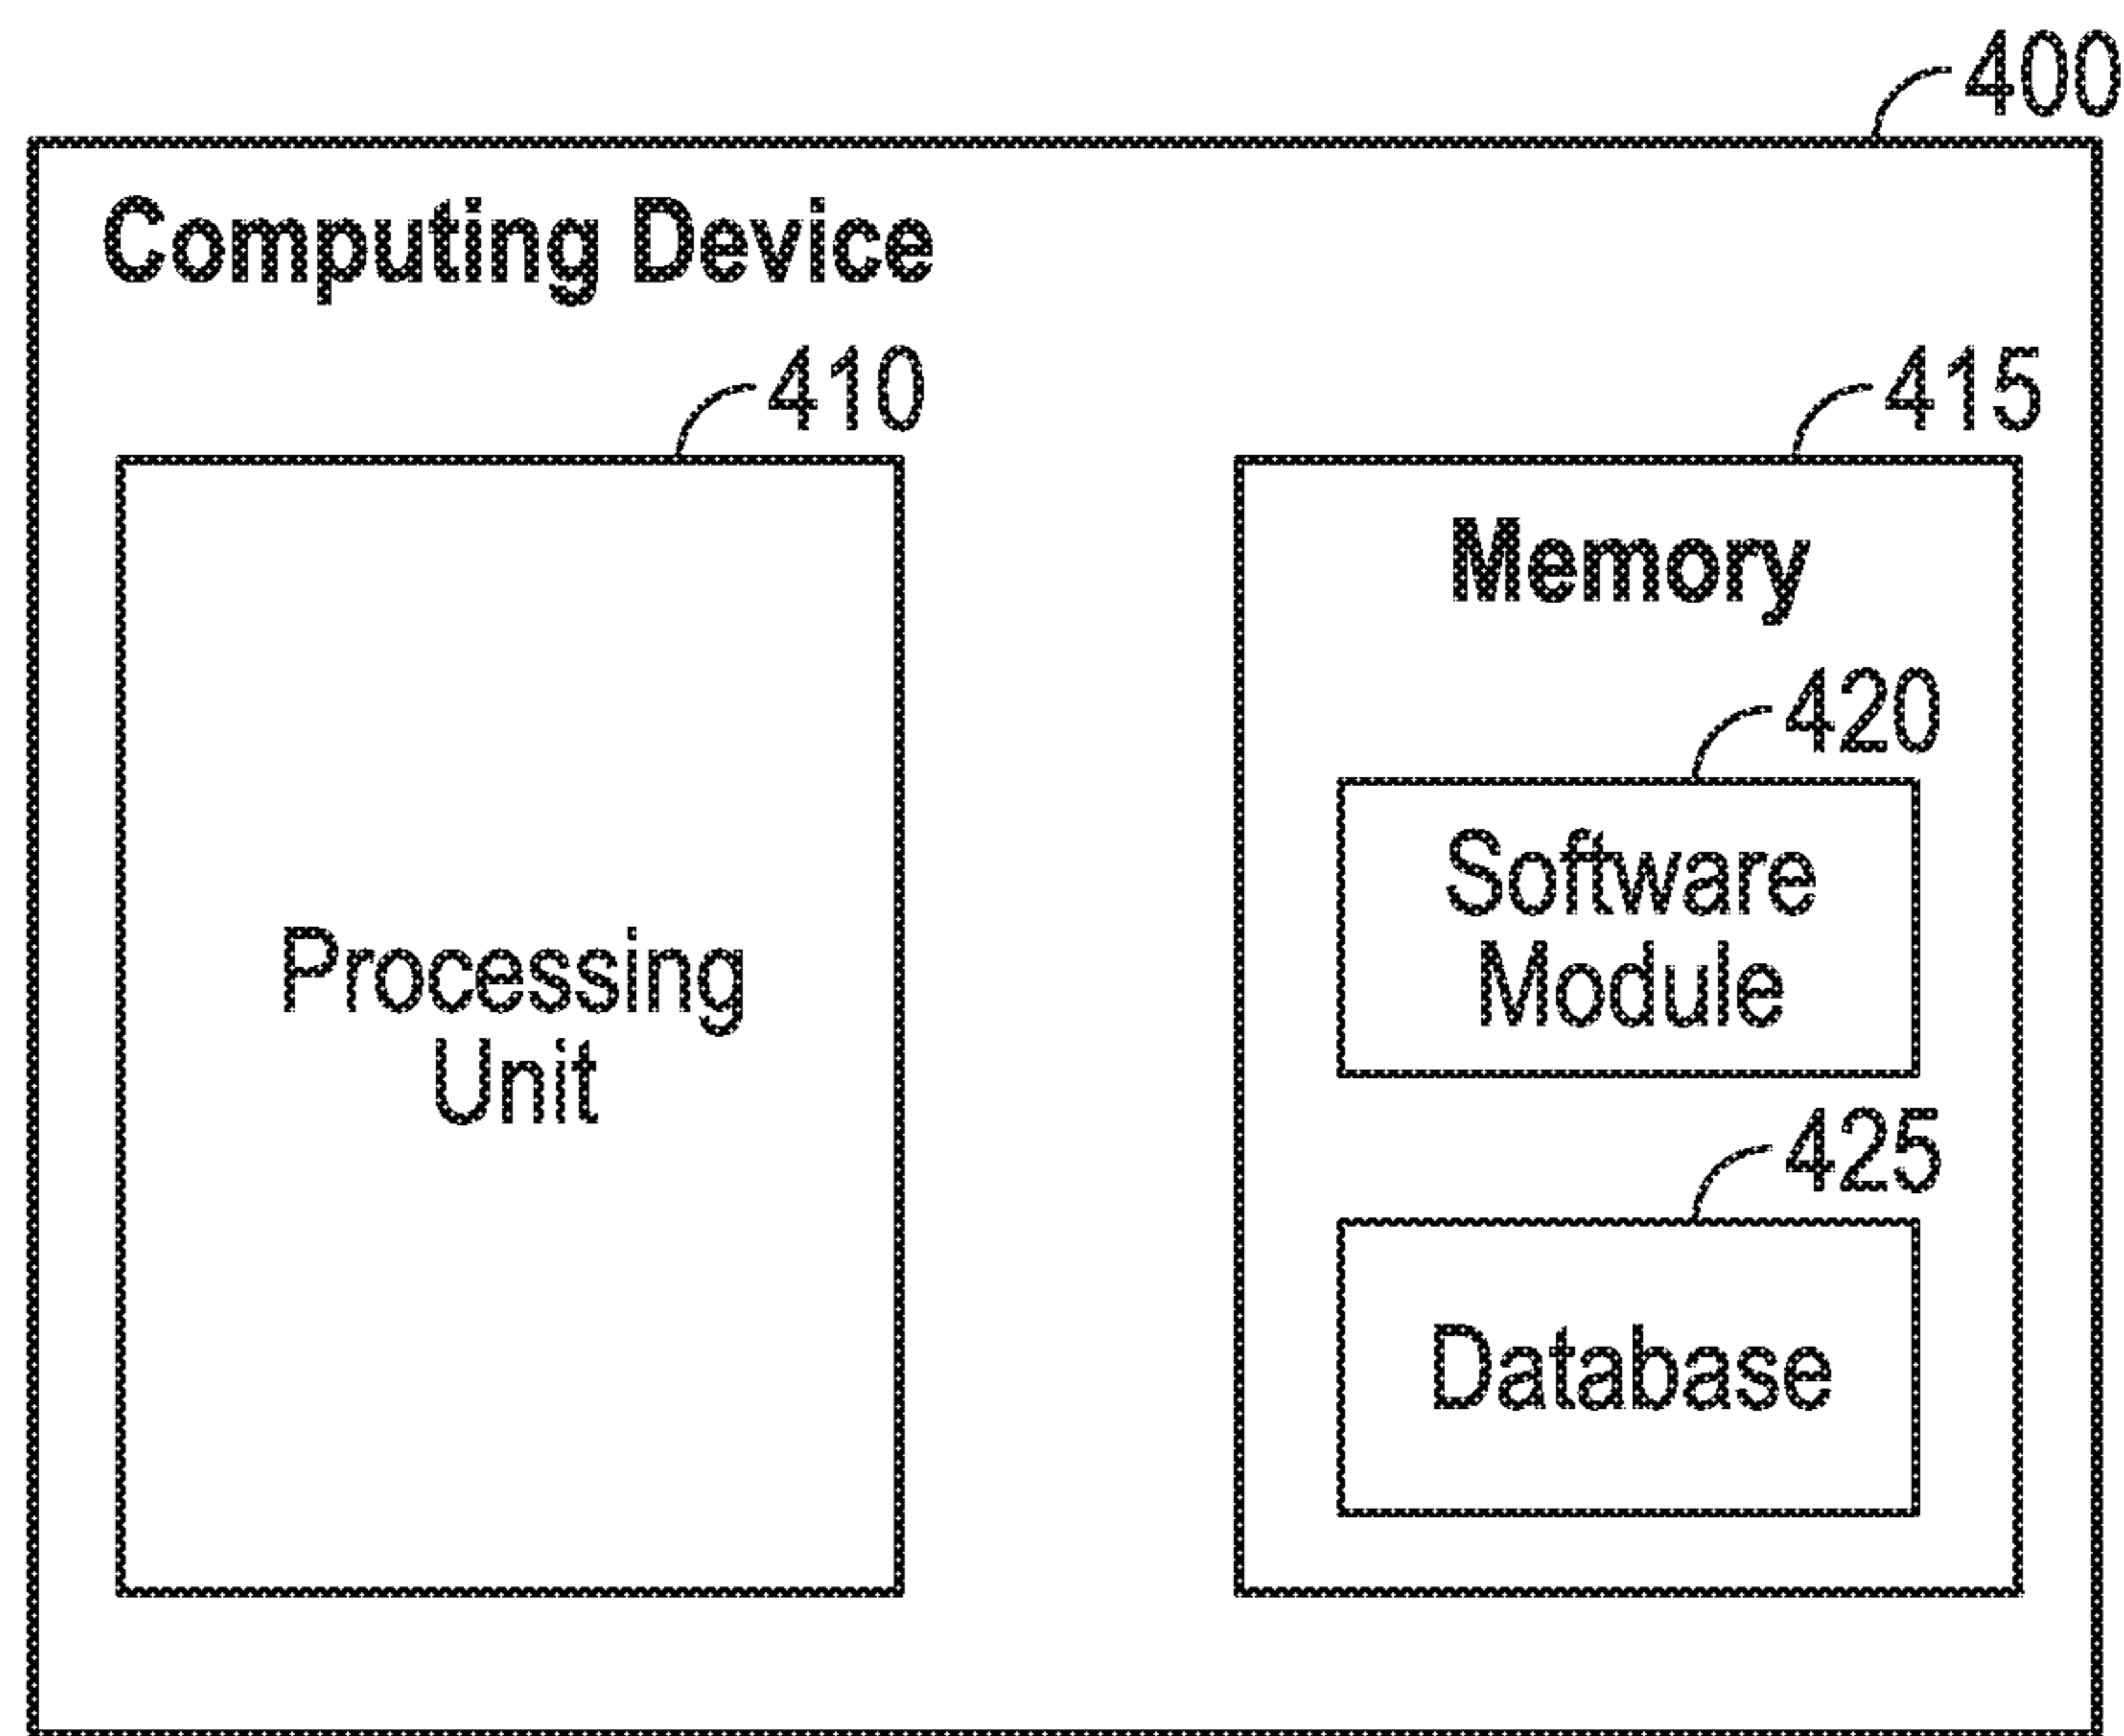 400
Computing Device
410
415
Memory
420
Software
Module
Processing
Unit
425
Database